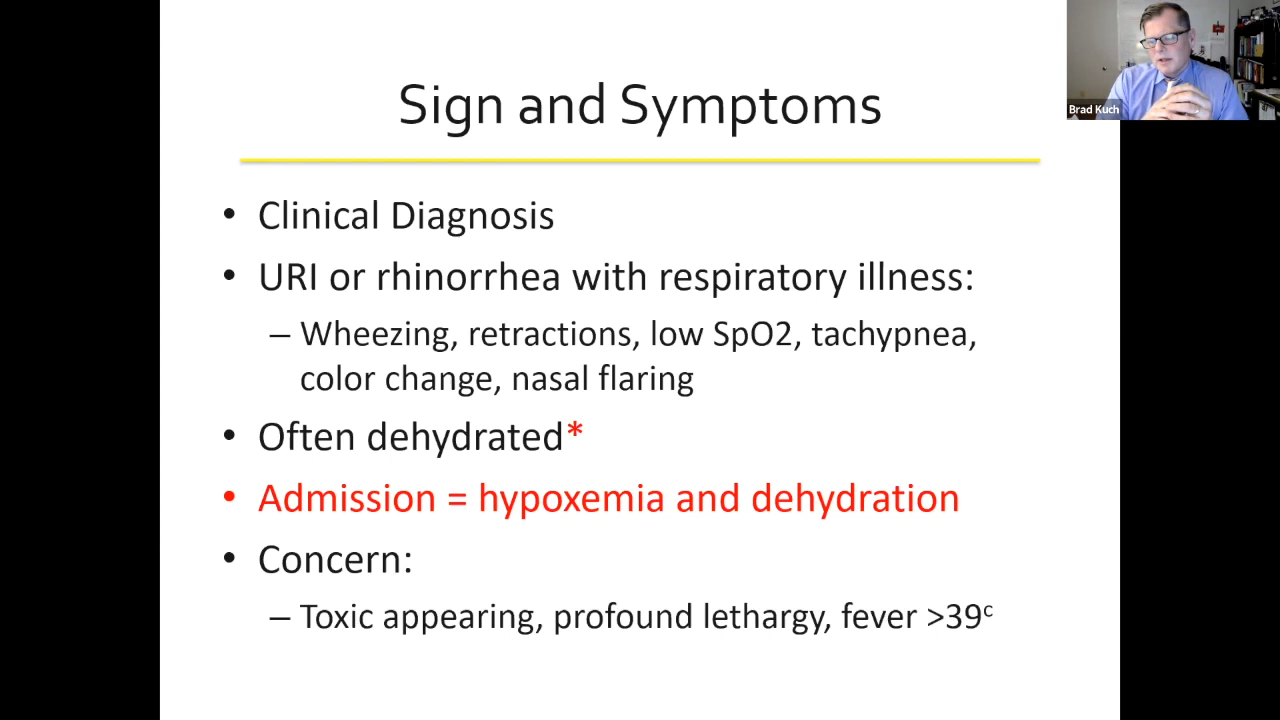 Sign and Symptoms
Brad Kuch
• Clinical Diagnosis
• URI or rhinorrhea with respiratory illness:
– Wheezing, retractions, low SpO2, tachypnea,
color change, nasal flaring
• Often dehydrated*
• Admission = hypoxemia and dehydration
• Concern:
– Toxic appearing, profound lethargy, fever >39ᶜ